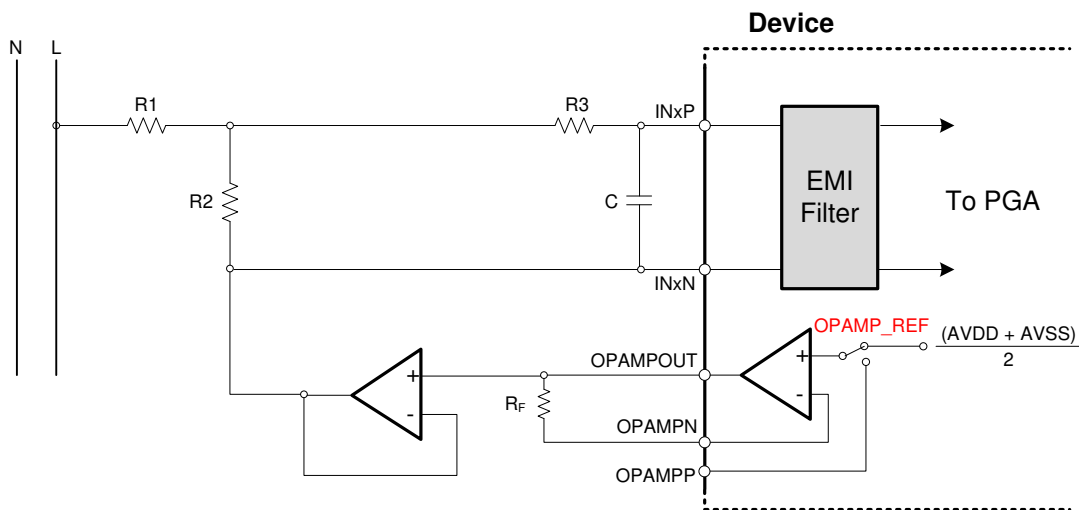 Device
N L
R1
R3
INxP
R2
C
EMI
Filter
To PGA
INxN
OPAMP_REF
(AVDD + AVSS)
2
OPAMPOUT
+
-
+
-
RF
OPAMPN
OPAMPP